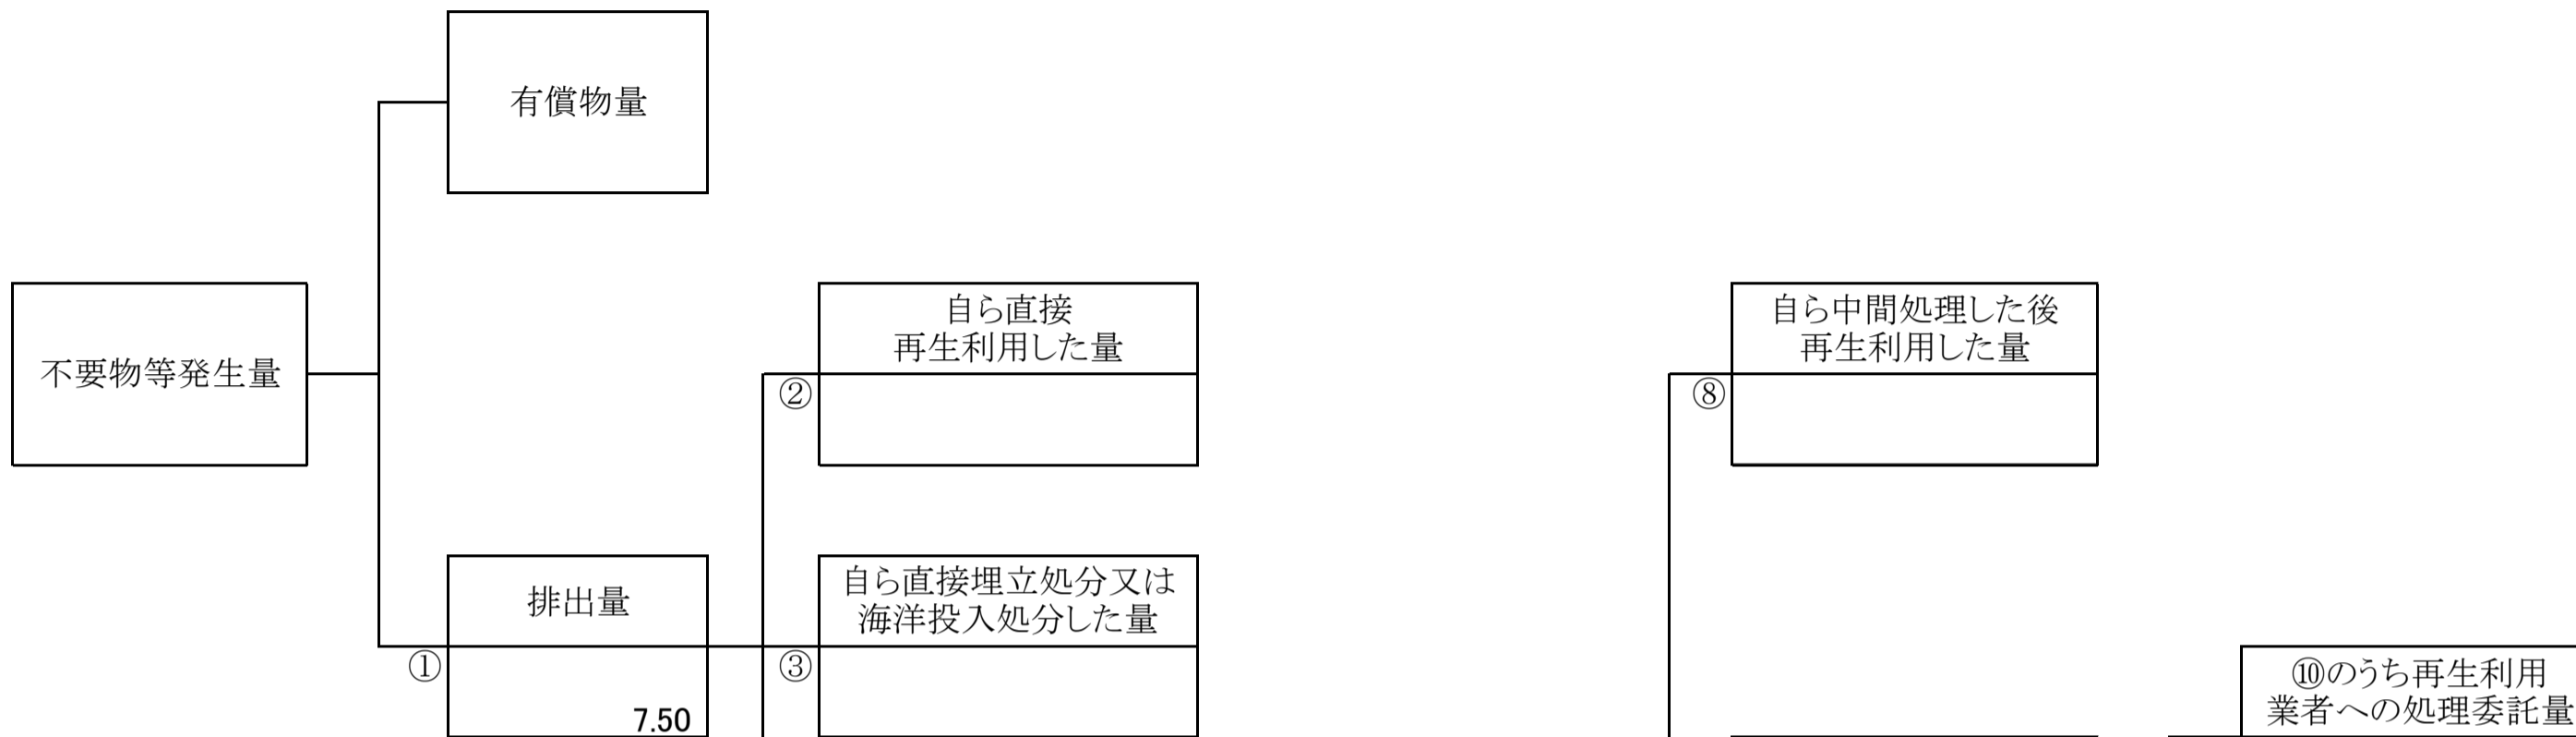 有償物量
不要物等発生量
自ら直接
再生利用した量
②
自ら中間処理した後
再生利用した量
⑧
排出量
①
7.50
自ら直接埋立処分又は
海洋投入処分した量
③
⑩のうち再生利用
業者への処理委託量